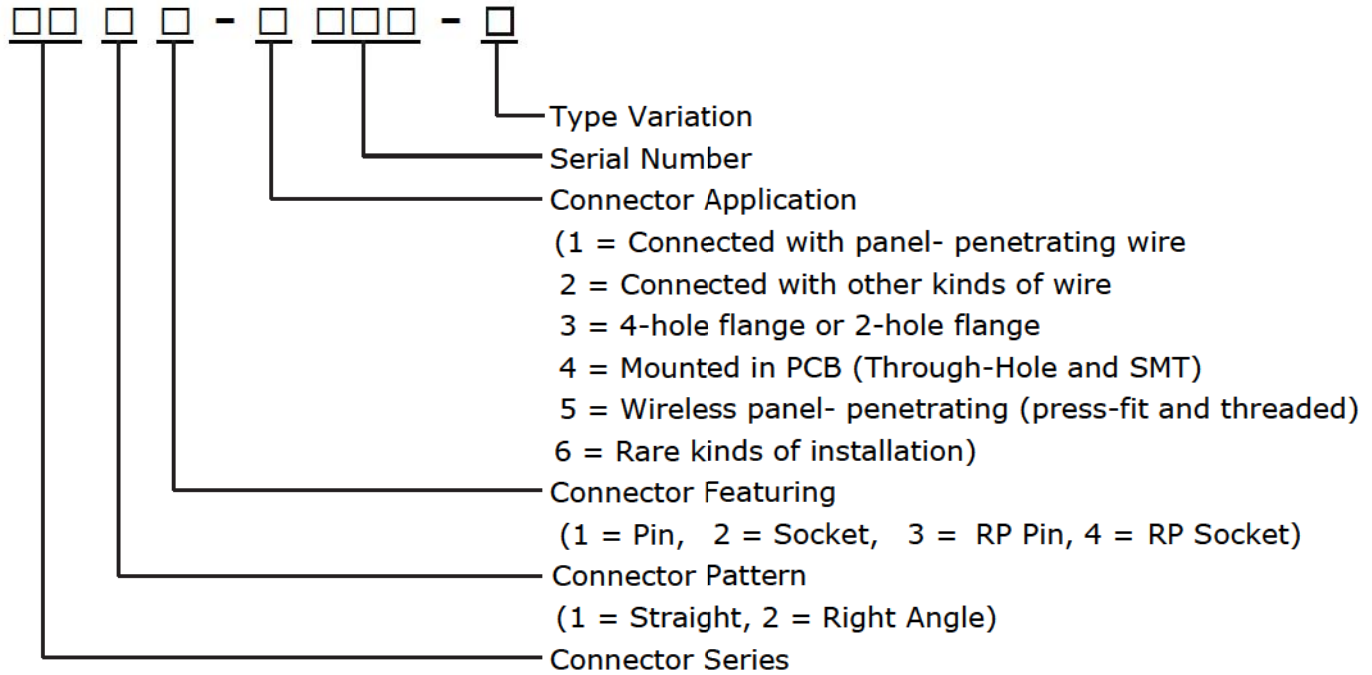 □□ □ □ - □ □□□ - □
Type Variation
Serial Number
Connector Application
(1 = Connected with panel- penetrating wire
2 = Connected with other kinds of wire
3 = 4-hole flange or 2-hole flange
4 = Mounted in PCB (Through-Hole and SMT)
5 = Wireless panel- penetrating (press-fit and threaded)
6 = Rare kinds of installation)
Connector Featuring
(1 = Pin, 2 = Socket, 3 = RP Pin, 4 = RP Socket)
Connector Pattern
(1 = Straight, 2 = Right Angle)
Connector Series